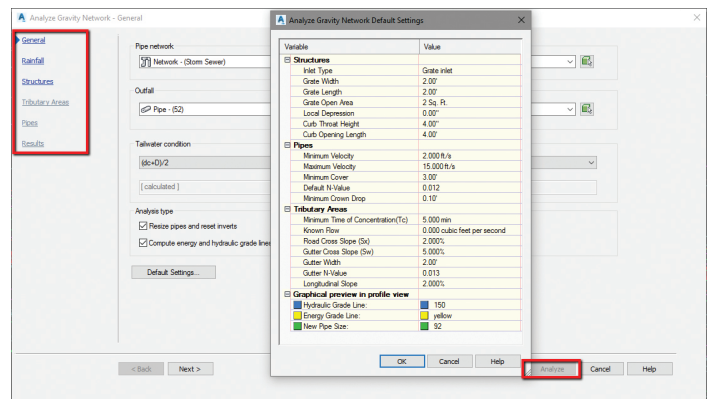 Analyze Gravity Network - General
General
Rainfall
Structures
Tributary Areas
Pipes
Results
Pipe network
Network - (Storm Sewer)
Outfall
Pipe - (52)
Tailwater condition
(dc+D)/2
[ calculated ]
Analysis type
Resize pipes and reset inverts
Compute energy and hydraulic grade lines
Default Settings...
< Back Next >
Analyze Cancel Help
Analyze Gravity Network Default Settings
Variable Value
Structures
Inlet Type Grate inlet
Grate Width 2.00'
Grate Length 2.00'
Grate Open Area 2 Sq. Ft.
Local Depression 0.00"
Curb Throat Height 4.00"
Curb Opening Length 4.00'
Pipes
Minimum Velocity 2.000 ft/s
Maximum Velocity 15.000 ft/s
Minimum Cover 3.00'
Default N-Value 0.012
Minimum Crown Drop 0.10'
Tributary Areas
Minimum Time of Concentration(Tc) 5.000 min
Known Flow 0.000 cubic feet per second
Road Cross Slope (Sx) 2.000%
Gutter Cross Slope (Sw) 5.000%
Gutter Width 2.00'
Gutter N-Value 0.013
Longitudinal Slope 2.000%
Graphical preview in profile view
Hydraulic Grade Line: 150
Energy Grade Line: yellow
New Pipe Size: 92
OK Cancel Help